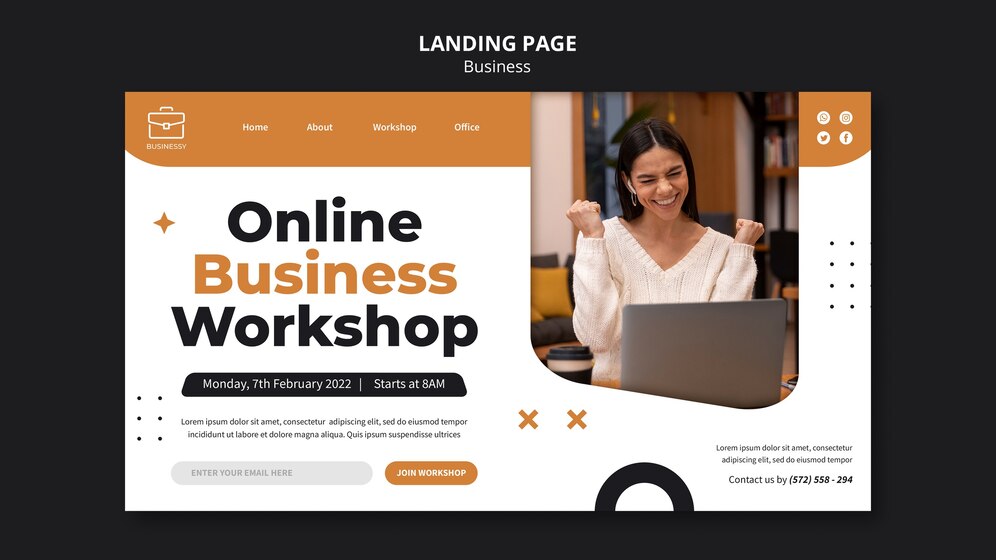 LANDING PAGE
Business
BUSINESSY
Home About Workshop Office
Online
Business
Workshop
Monday, 7th February 2022 | Starts at 8AM
Lorem ipsum dolor sit amet, consectetur adipiscing elit, sed do eiusmod tempor
incididunt ut labore et dolore magna aliqua. Quis ipsum suspendisse ultrices
ENTER YOUR EMAIL HERE
JOIN WORKSHOP
Lorem ipsum dolor sit amet, consectetur
adipiscing elit, sed do eiusmod tempor
Contact us by (572) 558 - 294